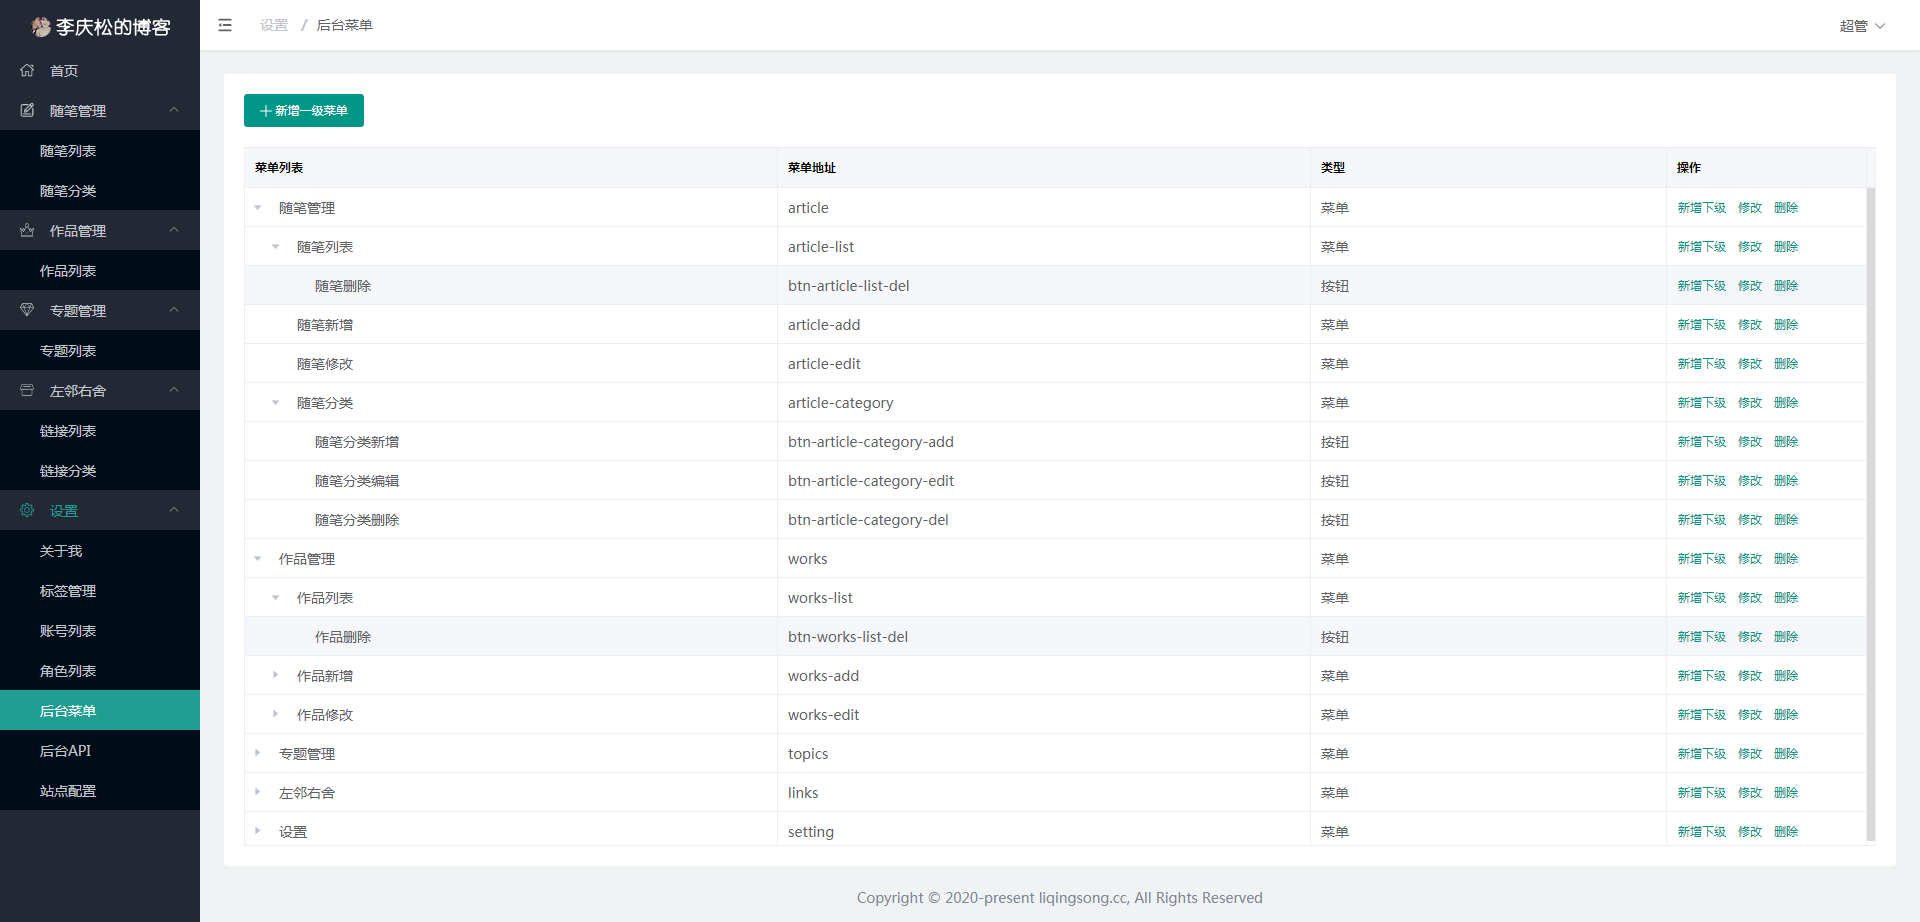 李庆松的博客
首页
随笔管理
随笔列表
随笔分类
作品管理
作品列表
专题管理
专题列表
左邻右舍
链接列表
链接分类
设置
关于我
标签管理
账号列表
角色列表
后台菜单
后台API
站点配置
设置 / 后台菜单
超管
新增一级菜单
菜单列表 菜单地址 类型 操作
随笔管理 article 菜单 新增下级 修改 删除
随笔列表 article-list 菜单 新增下级 修改 删除
随笔删除 btn-article-list-del 按钮 新增下级 修改 删除
随笔新增 article-add 菜单 新增下级 修改 删除
随笔修改 article-edit 菜单 新增下级 修改 删除
随笔分类 article-category 菜单 新增下级 修改 删除
随笔分类新增 btn-article-category-add 按钮 新增下级 修改 删除
随笔分类编辑 btn-article-category-edit 按钮 新增下级 修改 删除
随笔分类删除 btn-article-category-del 按钮 新增下级 修改 删除
作品管理 works 菜单 新增下级 修改 删除
作品列表 works-list 菜单 新增下级 修改 删除
作品删除 btn-works-list-del 按钮 新增下级 修改 删除
作品新增 works-add 菜单 新增下级 修改 删除
作品修改 works-edit 菜单 新增下级 修改 删除
专题管理 topics 菜单 新增下级 修改 删除
左邻右舍 links 菜单 新增下级 修改 删除
设置 setting 菜单 新增下级 修改 删除
Copyright © 2020-present liqingsong.cc, All Rights Reserved